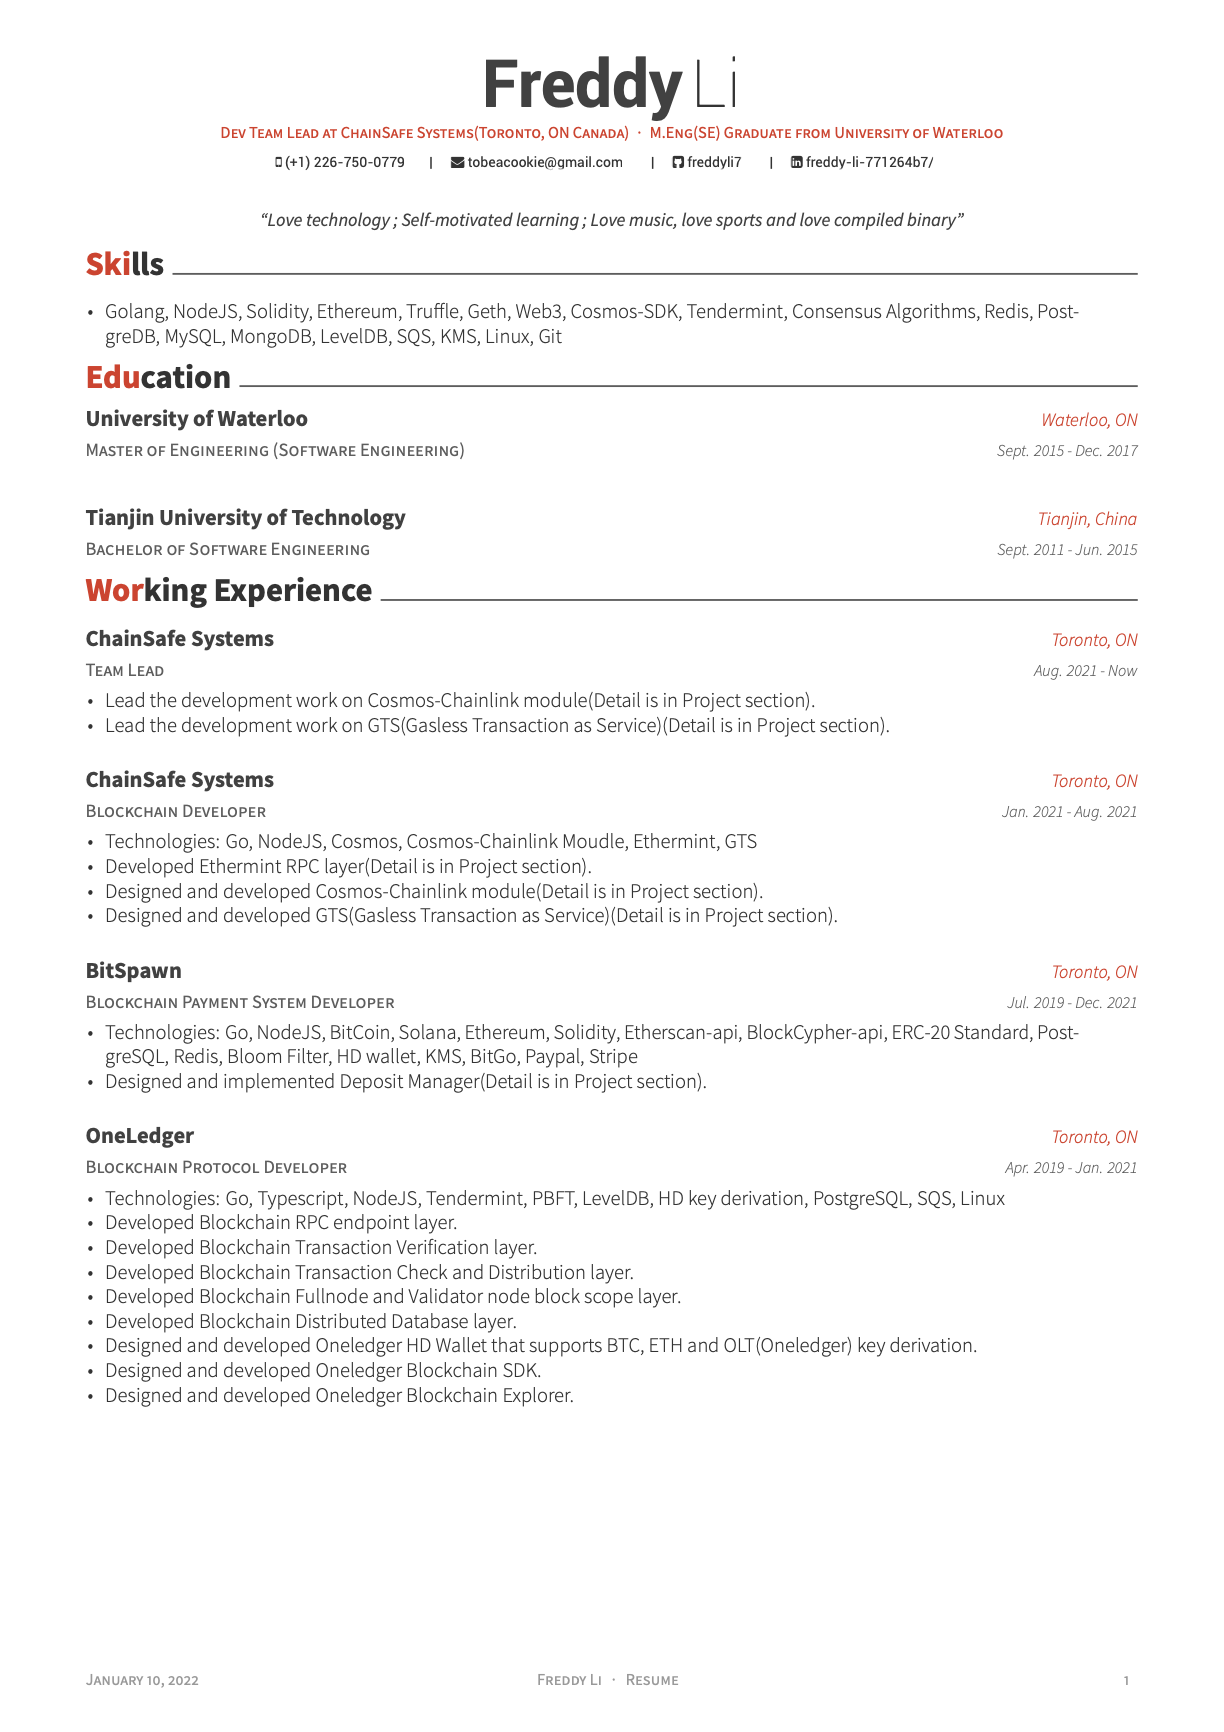 Freddy Li
Dev Team Lead at ChainSafe Systems(Toronto, ON Canada) · M.Eng(SE) Graduate from University of Waterloo
(+1) 226-750-0779 | tobeacookie@gmail.com | freddyli7 | freddy-li-771264b7/
“Love technology ; Self-motivated learning ; Love music, love sports and love compiled binary”
Skills
• Golang, NodeJS, Solidity, Ethereum, Truffle, Geth, Web3, Cosmos-SDK, Tendermint, Consensus Algorithms, Redis, Post-
greDB, MySQL, MongoDB, LevelDB, SQS, KMS, Linux, Git
Education
University of Waterloo Waterloo, ON
Master of Engineering (Software Engineering) Sept. 2015 - Dec. 2017
Tianjin University of Technology Tianjin, China
Bachelor of Software Engineering Sept. 2011 - Jun. 2015
Working Experience
ChainSafe Systems Toronto, ON
Team Lead Aug. 2021 - Now
• Lead the development work on Cosmos-Chainlink module(Detail is in Project section).
• Lead the development work on GTS(Gasless Transaction as Service)(Detail is in Project section).
ChainSafe Systems Toronto, ON
Blockchain Developer Jan. 2021 - Aug. 2021
• Technologies: Go, NodeJS, Cosmos, Cosmos-Chainlink Moudle, Ethermint, GTS
• Developed Ethermint RPC layer(Detail is in Project section).
• Designed and developed Cosmos-Chainlink module(Detail is in Project section).
• Designed and developed GTS(Gasless Transaction as Service)(Detail is in Project section).
BitSpawn Toronto, ON
Blockchain Payment System Developer Jul. 2019 - Dec. 2021
• Technologies: Go, NodeJS, BitCoin, Solana, Ethereum, Solidity, Etherscan-api, BlockCypher-api, ERC-20 Standard, Post-
greSQL, Redis, Bloom Filter, HD wallet, KMS, BitGo, Paypal, Stripe
• Designed and implemented Deposit Manager(Detail is in Project section).
OneLedger Toronto, ON
Blockchain Protocol Developer Apr. 2019 - Jan. 2021
• Technologies: Go, Typescript, NodeJS, Tendermint, PBFT, LevelDB, HD key derivation, PostgreSQL, SQS, Linux
• Developed Blockchain RPC endpoint layer.
• Developed Blockchain Transaction Verification layer.
• Developed Blockchain Transaction Check and Distribution layer.
• Developed Blockchain Fullnode and Validator node block scope layer.
• Developed Blockchain Distributed Database layer.
• Designed and developed Oneledger HD Wallet that supports BTC, ETH and OLT(Oneledger) key derivation.
• Designed and developed Oneledger Blockchain SDK.
• Designed and developed Oneledger Blockchain Explorer.
January 10, 2022 Freddy Li · Resume 1